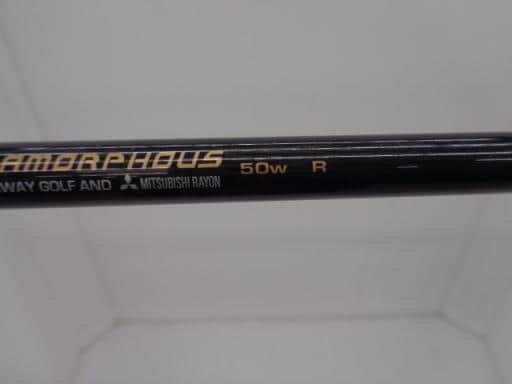 AMORPHOUS 50w R
WAY GOLF AND MITSUBISHI RAYON